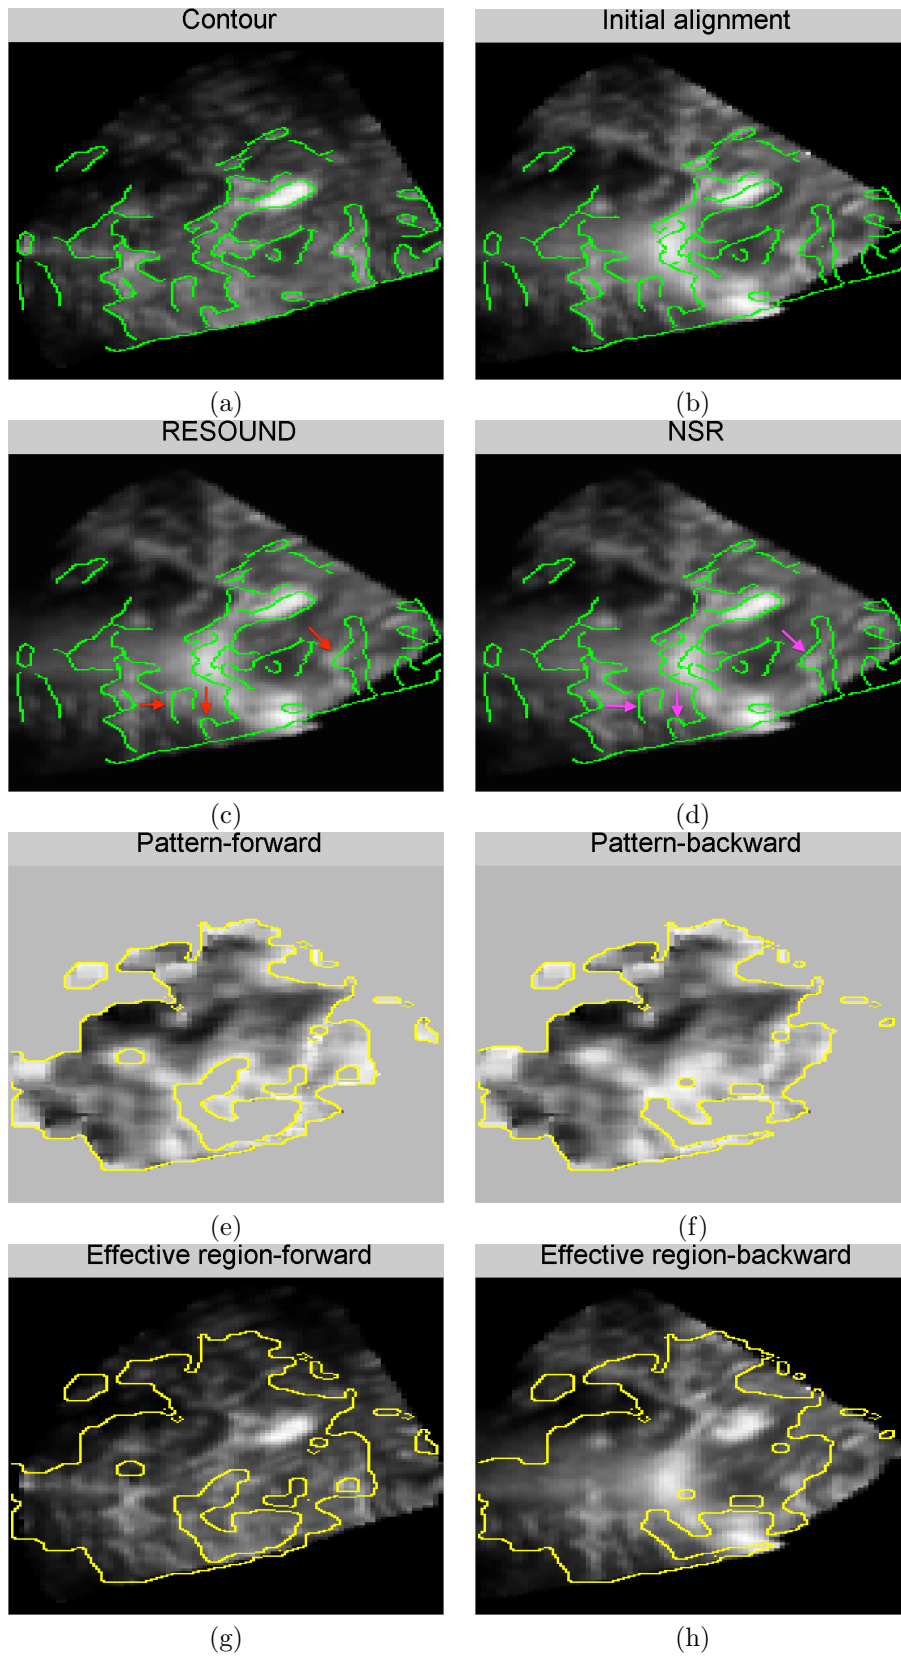 Contour
Initial alignment
(a)
(b)
RESOUND
NSR
(c)
(d)
Pattern-forward
Pattern-backward
(e)
(f)
Effective region-forward
Effective region-backward
(g)
(h)